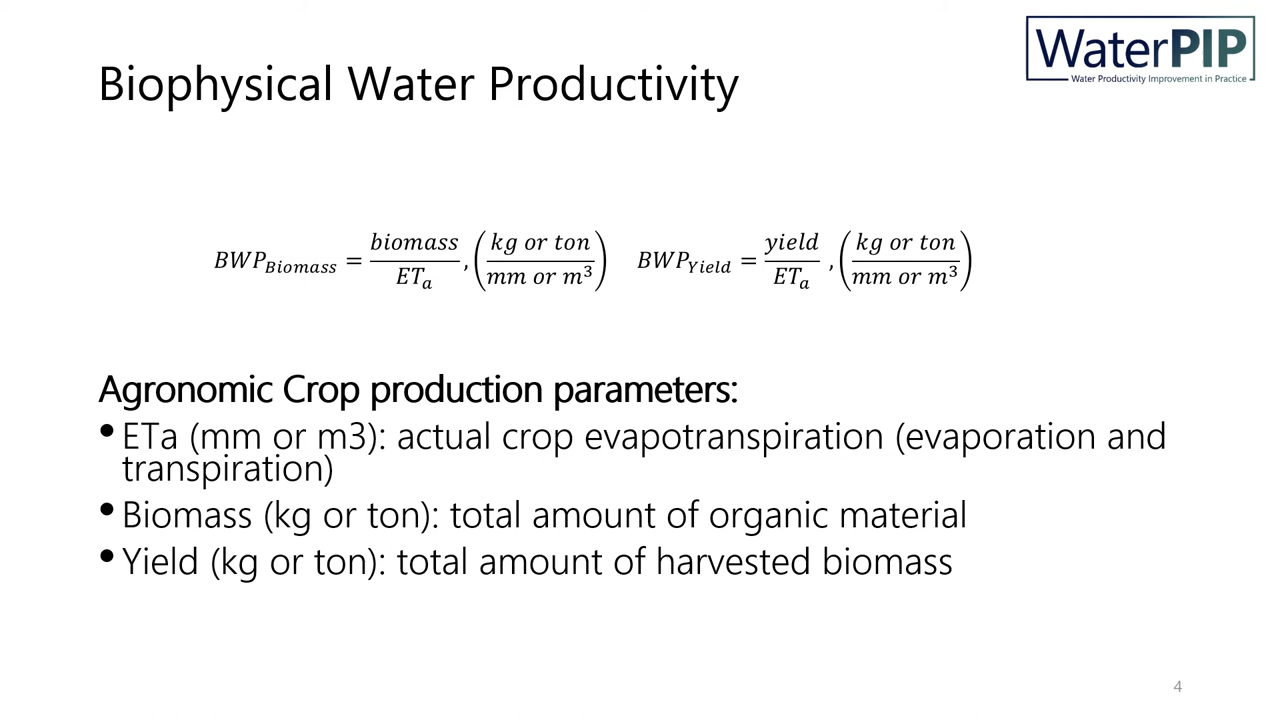 WaterPIP
Water Productivity Improvement in Practice
Biophysical Water Productivity
BWP_Biomass = biomass/ET_a, (kg or ton/mm or m³) BWP_Yield = yield/ET_a , (kg or ton/mm or m³)
Agronomic Crop production parameters:
• ETa (mm or m3): actual crop evapotranspiration (evaporation and
transpiration)
• Biomass (kg or ton): total amount of organic material
• Yield (kg or ton): total amount of harvested biomass
4